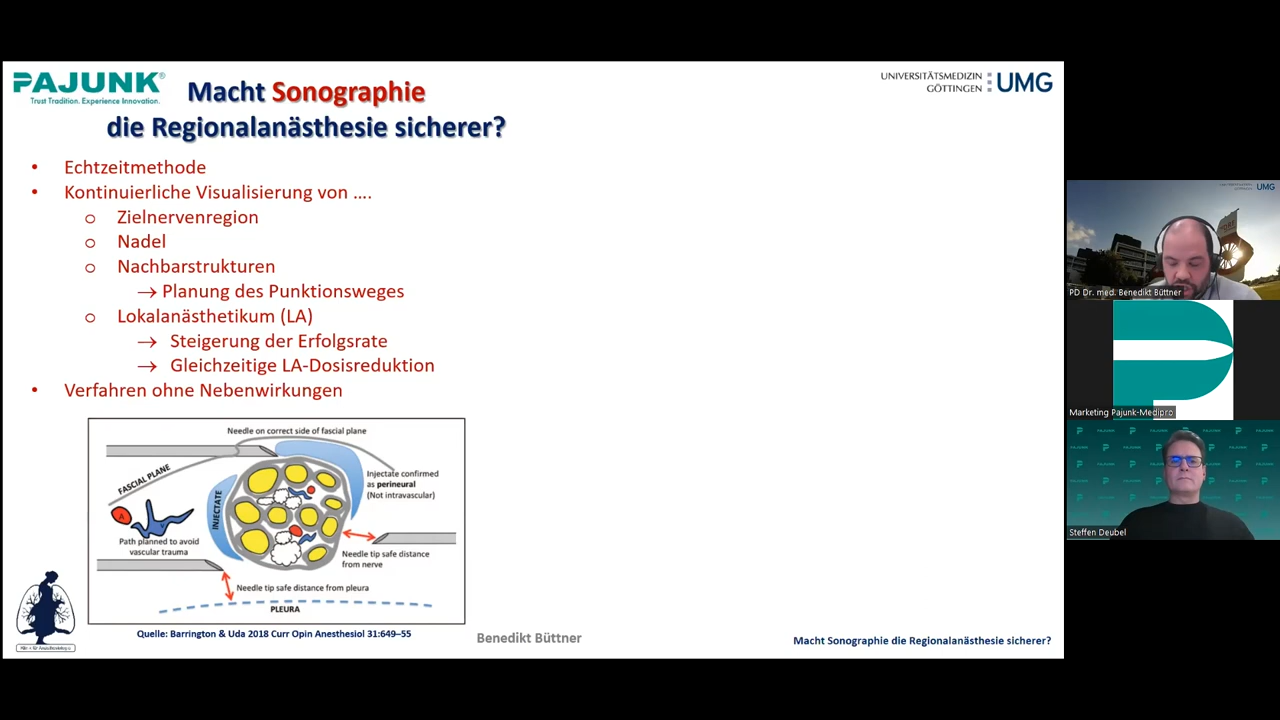 PAJUNK®
Trust Tradition. Experience Innovation.
UNIVERSITÄTSMEDIZIN
GÖTTINGEN
UMG
Macht Sonographie
die Regionalanästhesie sicherer?
• Echtzeitmethode
• Kontinuierliche Visualisierung von ....
o Zielnervenregion
o Nadel
o Nachbarstrukturen
→ Planung des Punktionsweges
o Lokalanästhetikum (LA)
→ Steigerung der Erfolgsrate
→ Gleichzeitige LA-Dosisreduktion
• Verfahren ohne Nebenwirkungen
Needle on correct side of fascial plane
FASCIAL PLANE
Injectate confirmed
as perineural
(Not intravascular)
INJECTATE
A
V
Path planned to avoid
vascular trauma
Needle tip safe distance
from nerve
Needle tip safe distance from pleura
PLEURA
Quelle: Barrington & Uda 2018 Curr Opin Anesthesiol 31:649–55
Benedikt Büttner
Macht Sonographie die Regionalanästhesie sicherer?
UMG
PD Dr. med. Benedikt Büttner
Marketing Pajunk-Medipro
Steffen Deubel